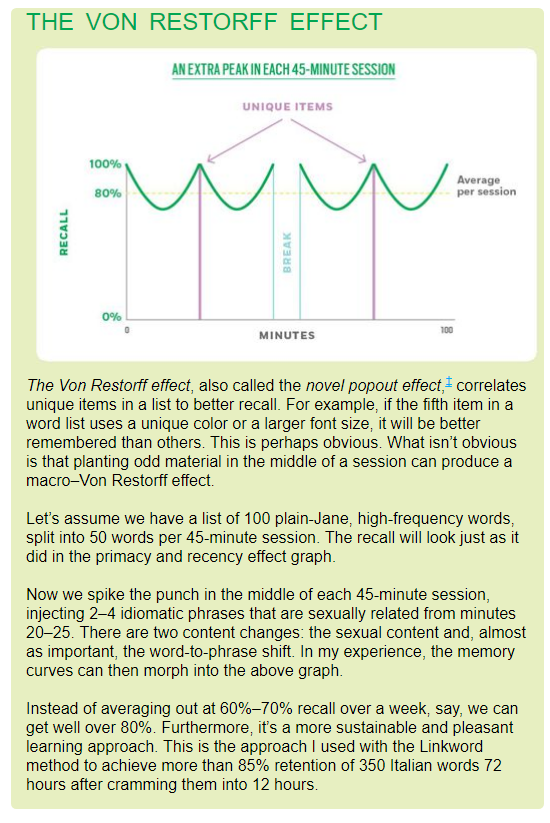 THE VON RESTORFF EFFECT
AN EXTRA PEAK IN EACH 45-MINUTE SESSION
UNIQUE ITEMS
100%
80%
Average
per session
RECALL
BREAK
0%
0
MINUTES
100
The Von Restorff effect, also called the novel popout effect,‡ correlates
unique items in a list to better recall. For example, if the fifth item in a
word list uses a unique color or a larger font size, it will be better
remembered than others. This is perhaps obvious. What isn’t obvious
is that planting odd material in the middle of a session can produce a
macro–Von Restorff effect.
Let’s assume we have a list of 100 plain-Jane, high-frequency words,
split into 50 words per 45-minute session. The recall will look just as it
did in the primacy and recency effect graph.
Now we spike the punch in the middle of each 45-minute session,
injecting 2–4 idiomatic phrases that are sexually related from minutes
20–25. There are two content changes: the sexual content and, almost
as important, the word-to-phrase shift. In my experience, the memory
curves can then morph into the above graph.
Instead of averaging out at 60%–70% recall over a week, say, we can
get well over 80%. Furthermore, it’s a more sustainable and pleasant
learning approach. This is the approach I used with the Linkword
method to achieve more than 85% retention of 350 Italian words 72
hours after cramming them into 12 hours.